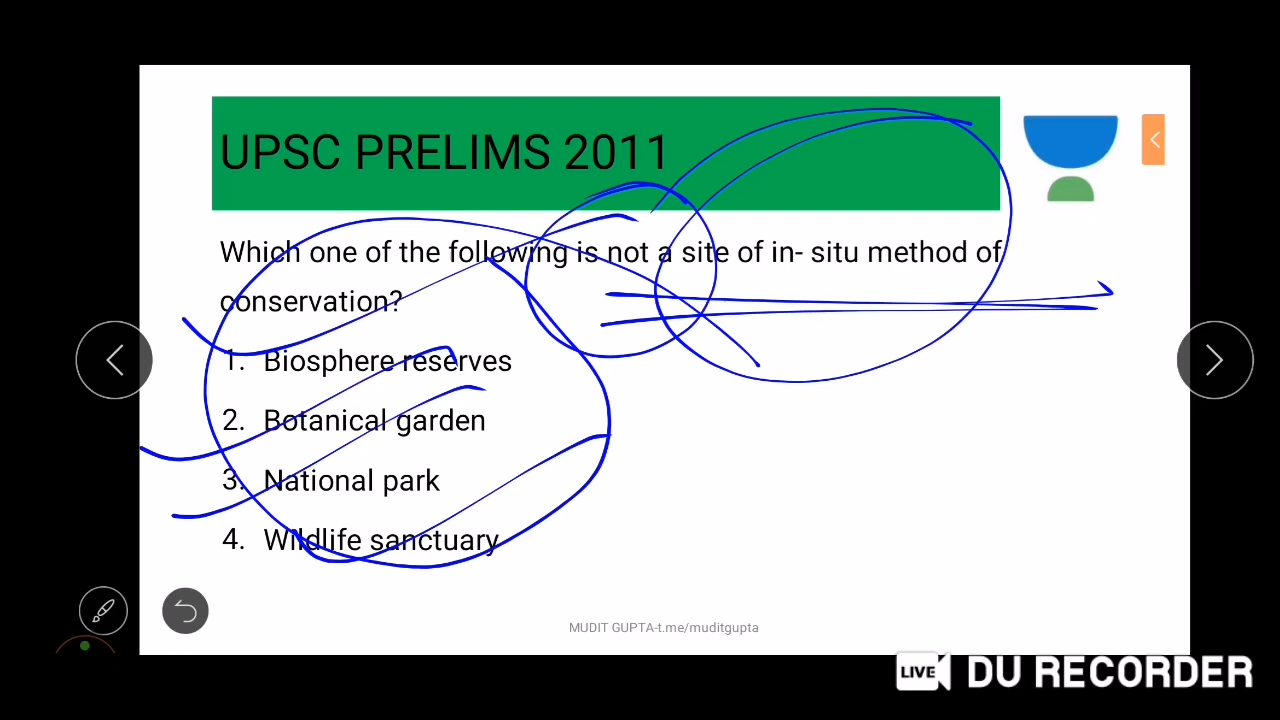 UPSC PRELIMS 2011
Which one of the following is not a site of in- situ method of
conservation?
1. Biosphere reserves
2. Botanical garden
3. National park
4. Wildlife sanctuary
MUDIT GUPTA-t.me/muditgupta
LIVE DU RECORDER